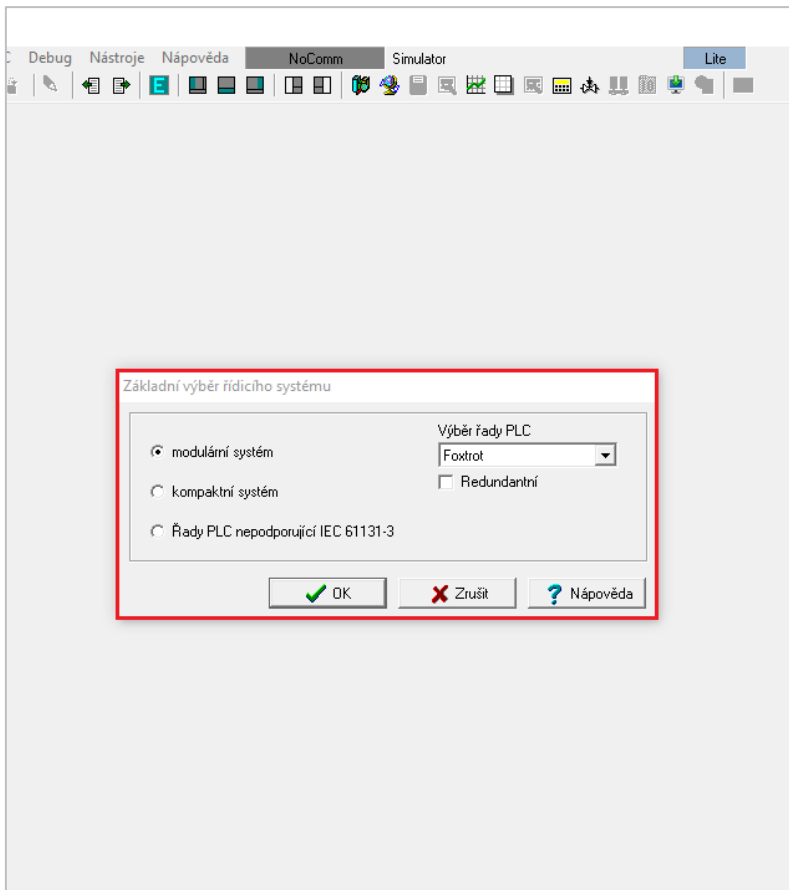 Debug Nástroje Nápověda NoComm Simulator Lite
E
Základní výběr řídicího systému
Výběr řady PLC
modulární systém
Foxtrot
Redundantní
kompaktní systém
Řady PLC nepodporující IEC 61131-3
OK Zrušit ? Nápověda